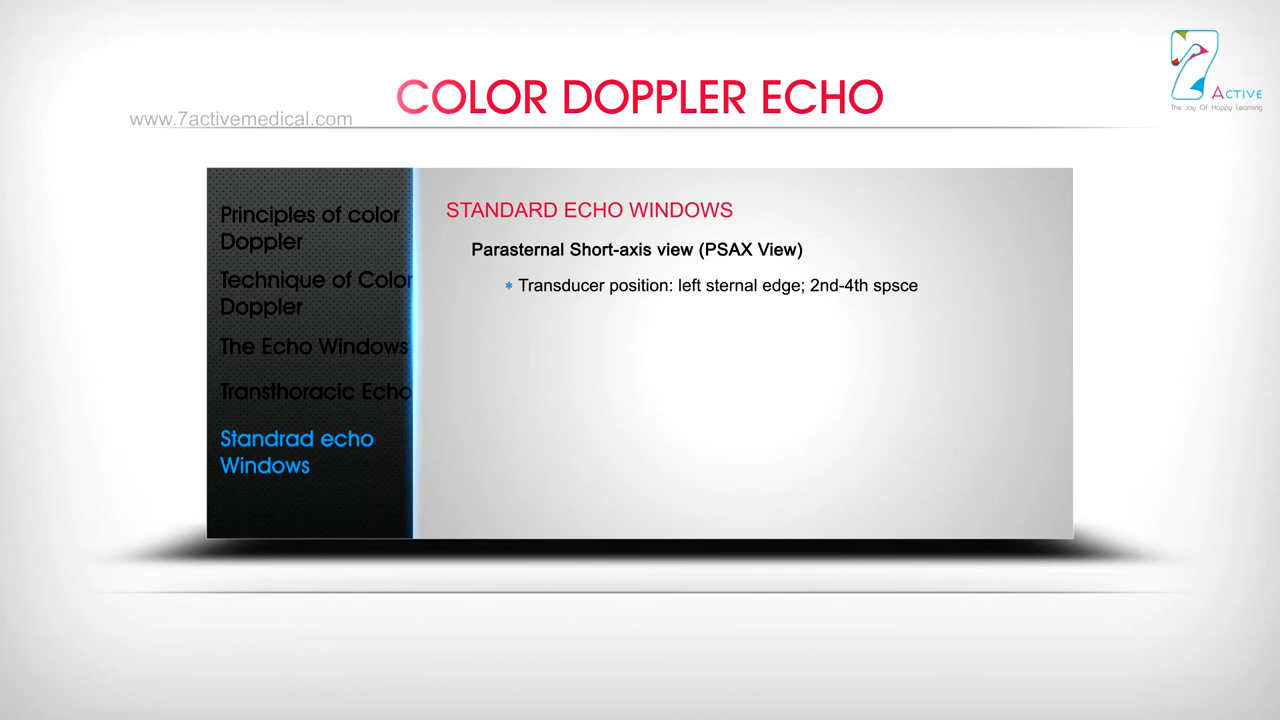 COLOR DOPPLER ECHO
www.7activemedical.com
7 ACTIVE
The Joy Of Happy Learning
Principles of color
Doppler
Technique of Color
Doppler
The Echo Windows
Transthoracic Echo
Standrad echo
Windows
STANDARD ECHO WINDOWS
Parasternal Short-axis view (PSAX View)
* Transducer position: left sternal edge; 2nd-4th spsce